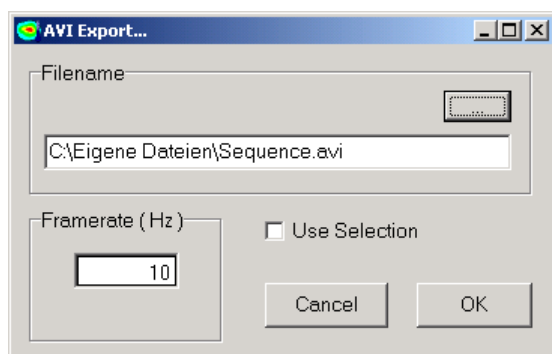 AVI Export...
Filename
...
C:\Eigene Dateien\Sequence.avi
Framerate ( Hz )
Use Selection
10
Cancel
OK